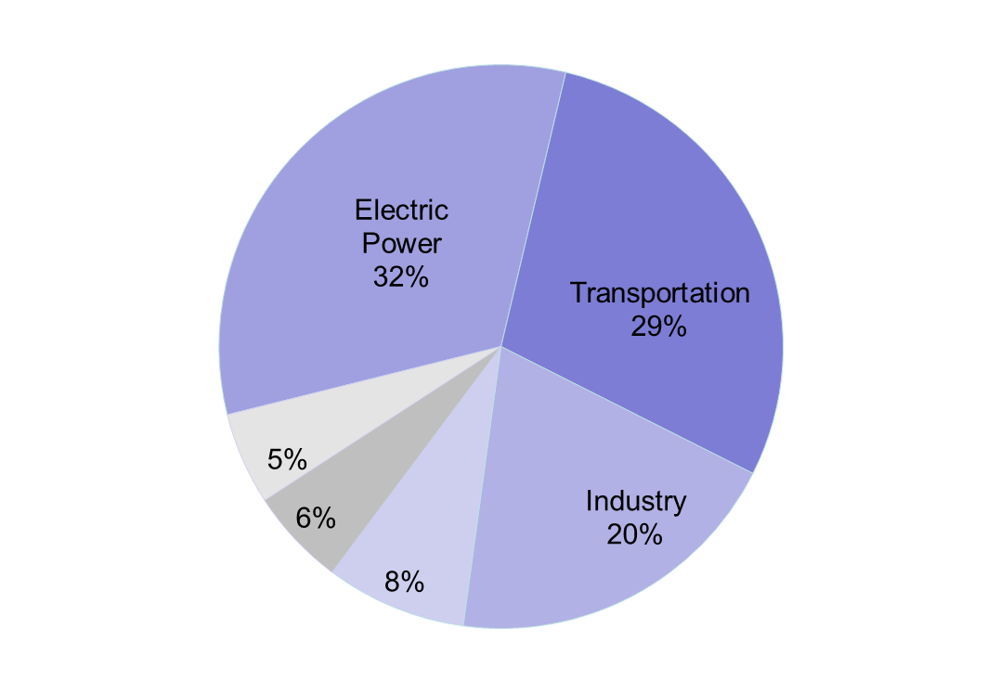 Electric
Power
32%
Transportation
29%
Industry
20%
5%
6%
8%